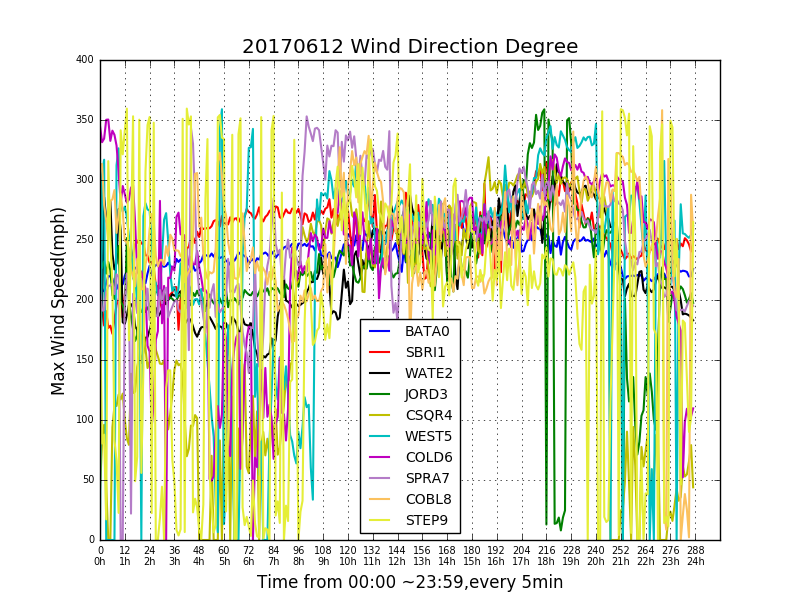 20170612 Wind Direction Degree
Max Wind Speed(mph)
400
350
300
250
200
150
100
50
0
BATA0
SBRI1
WATE2
JORD3
CSQR4
WEST5
COLD6
SPRA7
COBL8
STEP9
0 12 24 36 48 60 72 84 96 108 120 132 144 156 168 180 192 204 216 228 240 252 264 276 288
0h 1h 2h 3h 4h 5h 6h 7h 8h 9h 10h 11h 12h 13h 14h 15h 16h 17h 18h 19h 20h 21h 22h 23h 24h
Time from 00:00 ~23:59,every 5min